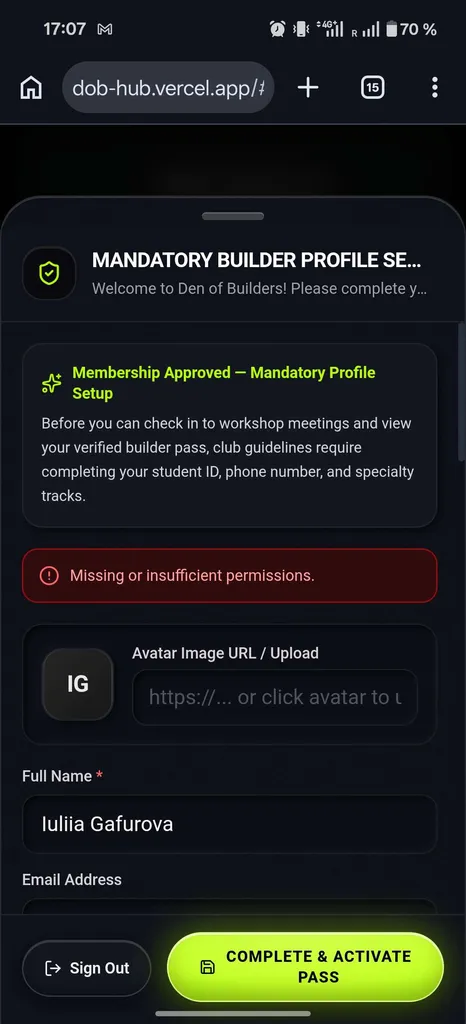 17:07
4G+
R
70 %
dob-hub.vercel.app/#
15
MANDATORY BUILDER PROFILE SE...
Welcome to Den of Builders! Please complete y...
Membership Approved — Mandatory Profile
Setup
Before you can check in to workshop meetings and view
your verified builder pass, club guidelines require
completing your student ID, phone number, and specialty
tracks.
Missing or insufficient permissions.
Avatar Image URL / Upload
IG
https://... or click avatar to u
Full Name *
Iuliia Gafurova
Email Address
Sign Out
COMPLETE & ACTIVATE
PASS